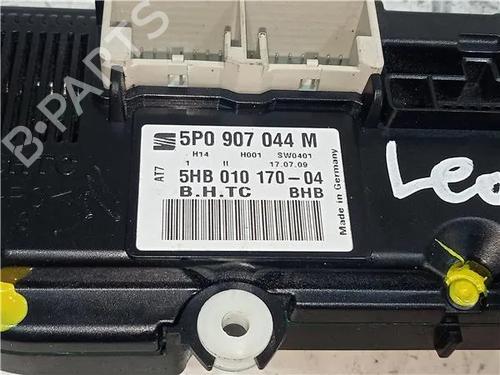 B-PARTS
5P0 907 044 M
H14 H001 SW0401
1 II 17.07.09
AT7
5HB 010 170-04
B.H.TC BHB
Made in Germany
Leo